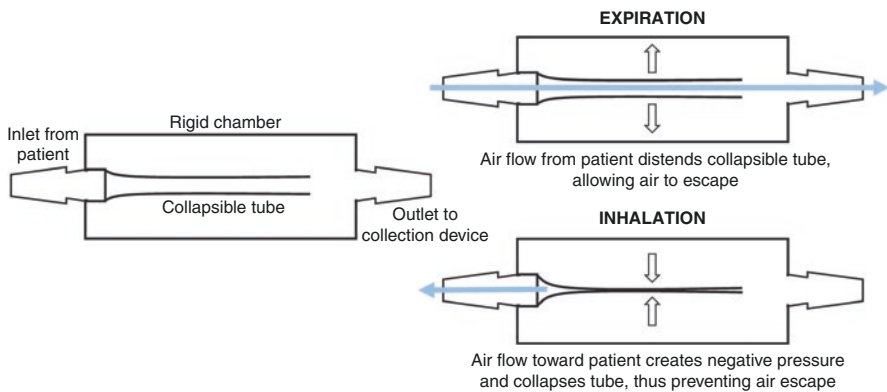 Inlet from
patient
Rigid chamber
Collapsible tube
Outlet to
collection device
EXPIRATION
Air flow from patient distends collapsible tube,
allowing air to escape
INHALATION
Air flow toward patient creates negative pressure
and collapses tube, thus preventing air escape